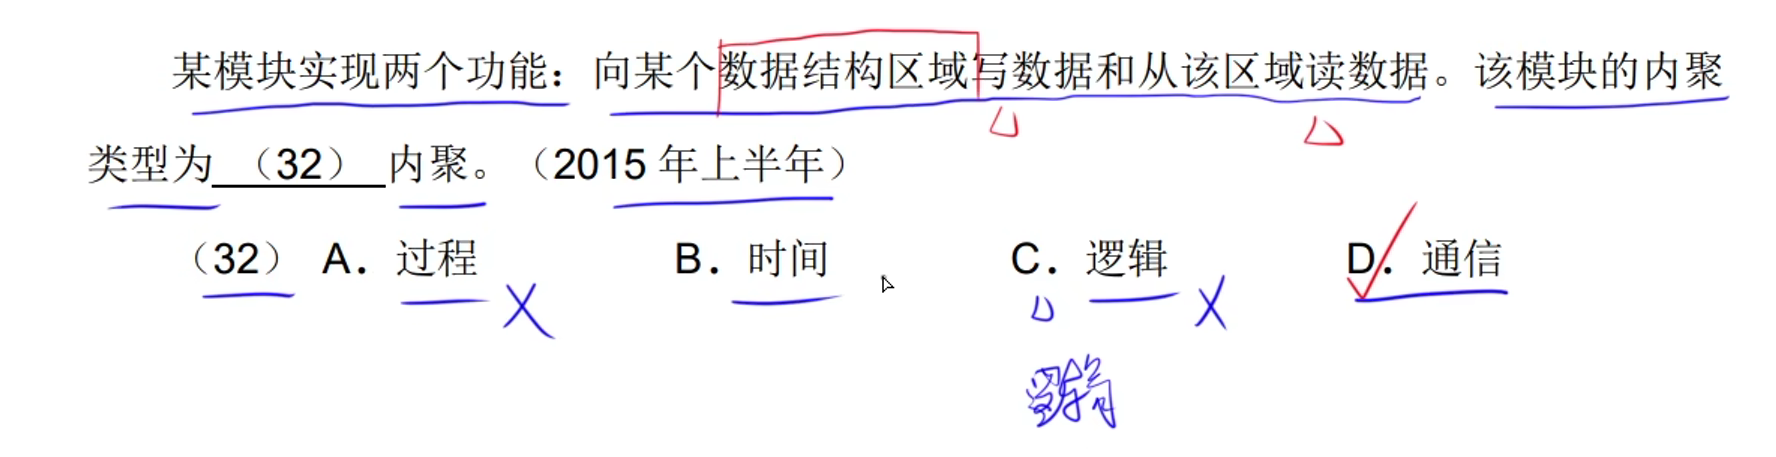 某模块实现两个功能：向某个数据结构区域写数据和从该区域读数据。该模块的内聚
类型为 （32） 内聚。（2015 年上半年）
（32） A．过程 B．时间 C．逻辑 D．通信
逻辑